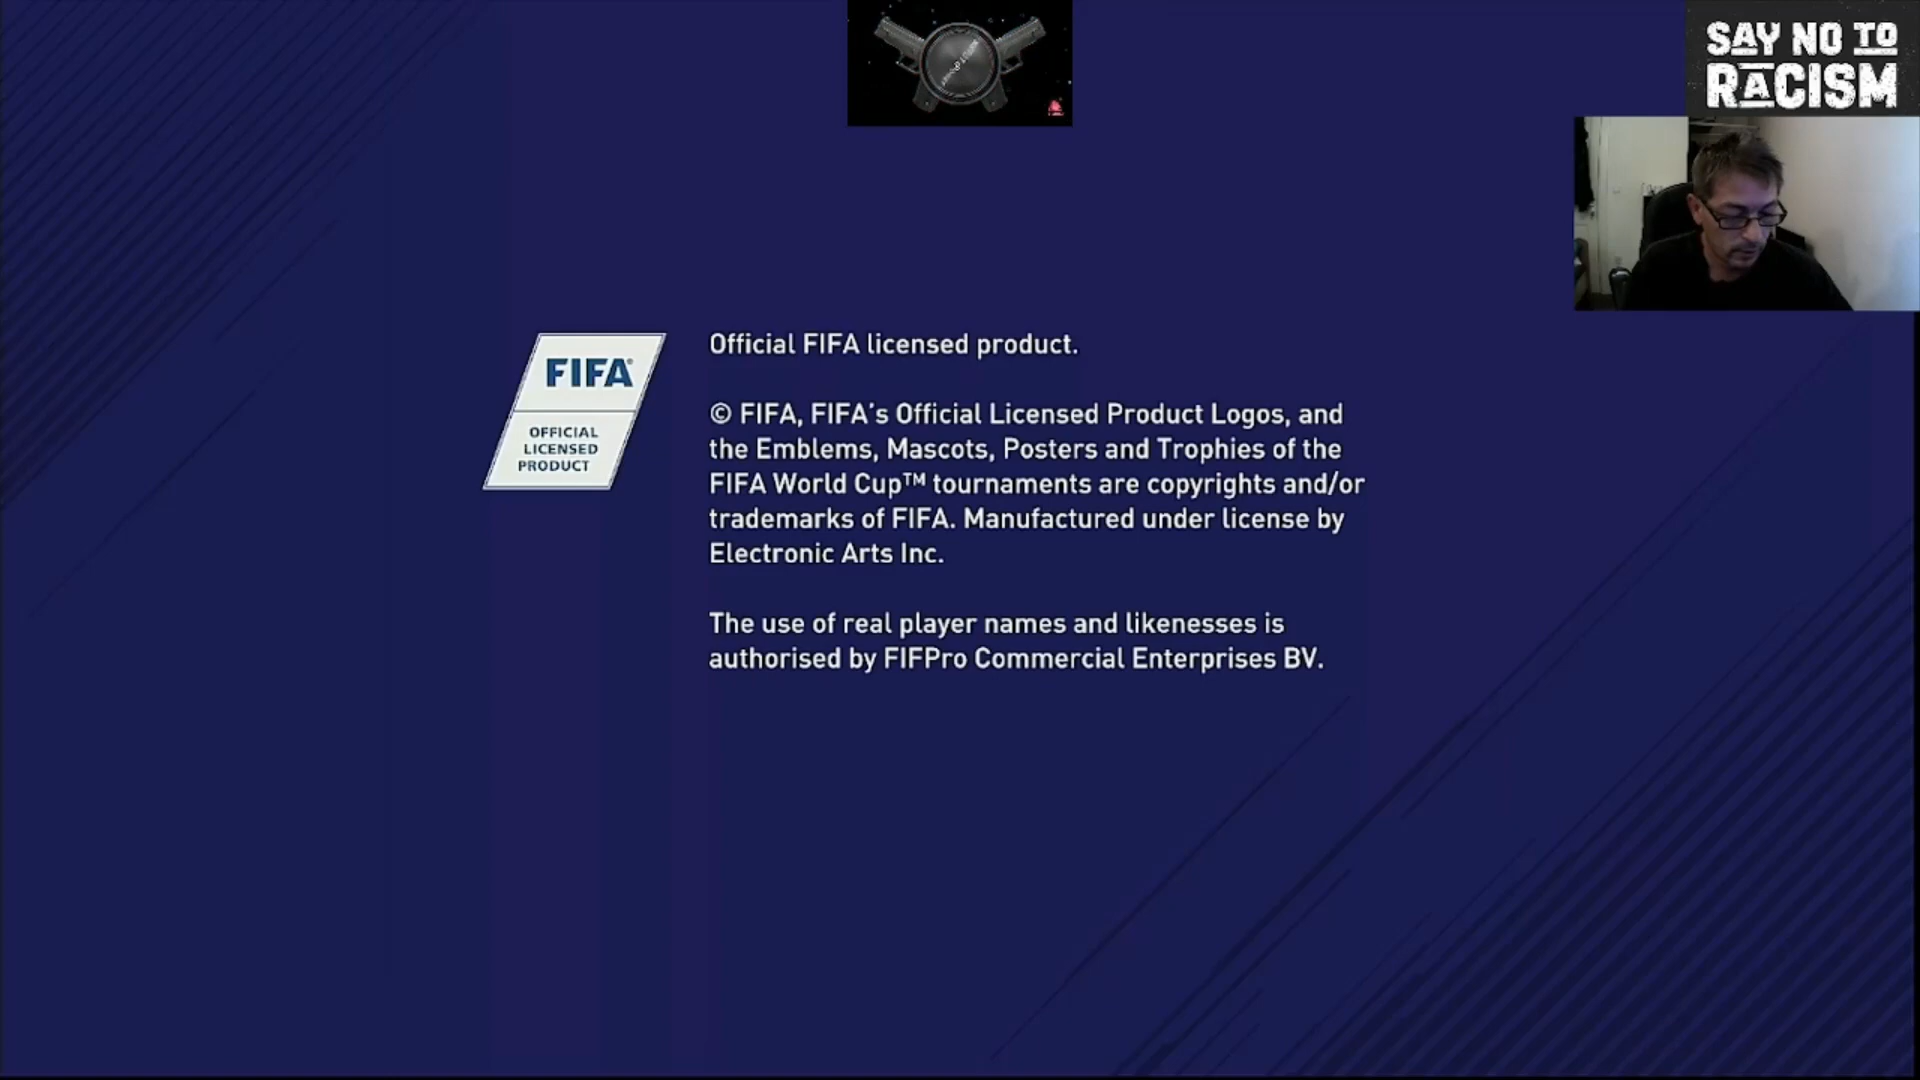 SAY NO TO
RACISM
FIFA
OFFICIAL
LICENSED
PRODUCT
Official FIFA licensed product.
© FIFA, FIFA's Official Licensed Product Logos, and
the Emblems, Mascots, Posters and Trophies of the
FIFA World Cup™ tournaments are copyrights and/or
trademarks of FIFA. Manufactured under license by
Electronic Arts Inc.
The use of real player names and likenesses is
authorised by FIFPro Commercial Enterprises BV.